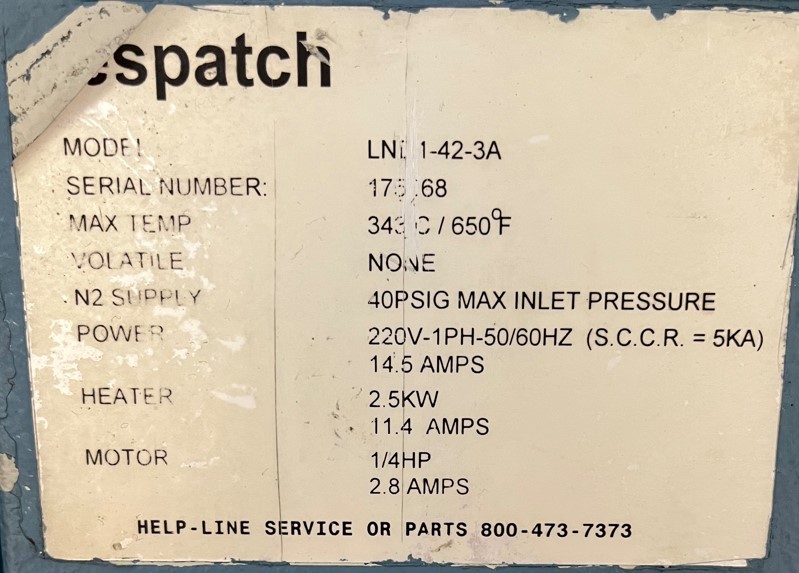 espatch
MODEL 1-42-3A
SERIAL NUMBER:
MAX TEMP 343 C / 650°F
VOLATILE NONE
N2 SUPPLY 40PSIG MAX INLET PRESSURE
POWER 220V-1PH-50/60HZ (S.C.C.R. = 5KA)
14.5 AMPS
HEATER 2.5KW
11.4 AMPS
MOTOR 1/4HP
2.8 AMPS
HELP-LINE SERVICE OR PARTS 800-473-7373